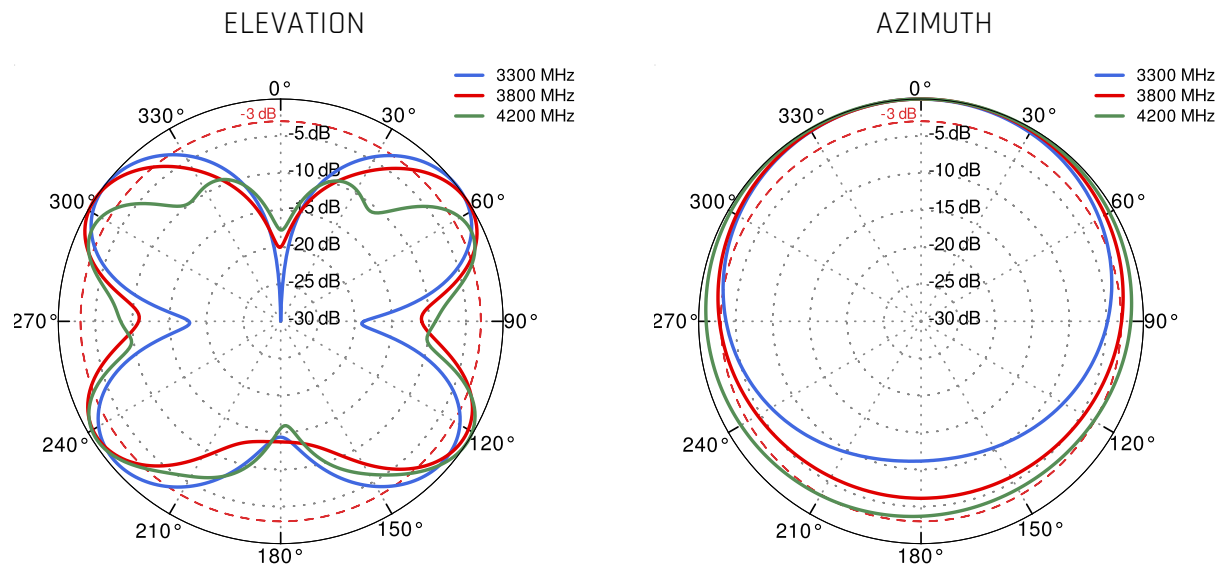 ELEVATION
3300 MHz
3800 MHz
4200 MHz
0°
330°
-3 dB
30°
-5 dB
-10 dB
300°
-15 dB
60°
-20 dB
-25 dB
270°
-30 dB
90°
240°
120°
210°
150°
180°
AZIMUTH
3300 MHz
3800 MHz
4200 MHz
0°
330°
-3 dB
30°
-5 dB
-10 dB
300°
-15 dB
60°
-20 dB
-25 dB
270°
-30 dB
90°
240°
120°
210°
150°
180°